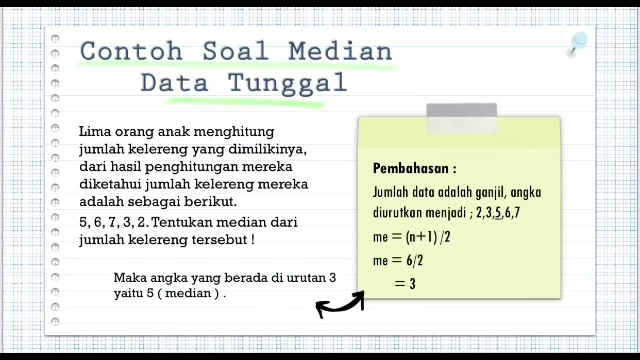 Contoh Soal Median
Data Tunggal
Lima orang anak menghitung
jumlah kelereng yang dimilikinya,
dari hasil penghitungan mereka
diketahui jumlah kelereng mereka
adalah sebagai berikut.
5, 6, 7, 3, 2. Tentukan median dari
jumlah kelereng tersebut !
Maka angka yang berada di urutan 3
yaitu 5 ( median ) .
Pembahasan :
Jumlah data adalah ganjil, angka
diurutkan menjadi ; 2,3,5,6,7
me = (n+1) /2
me = 6/2
= 3